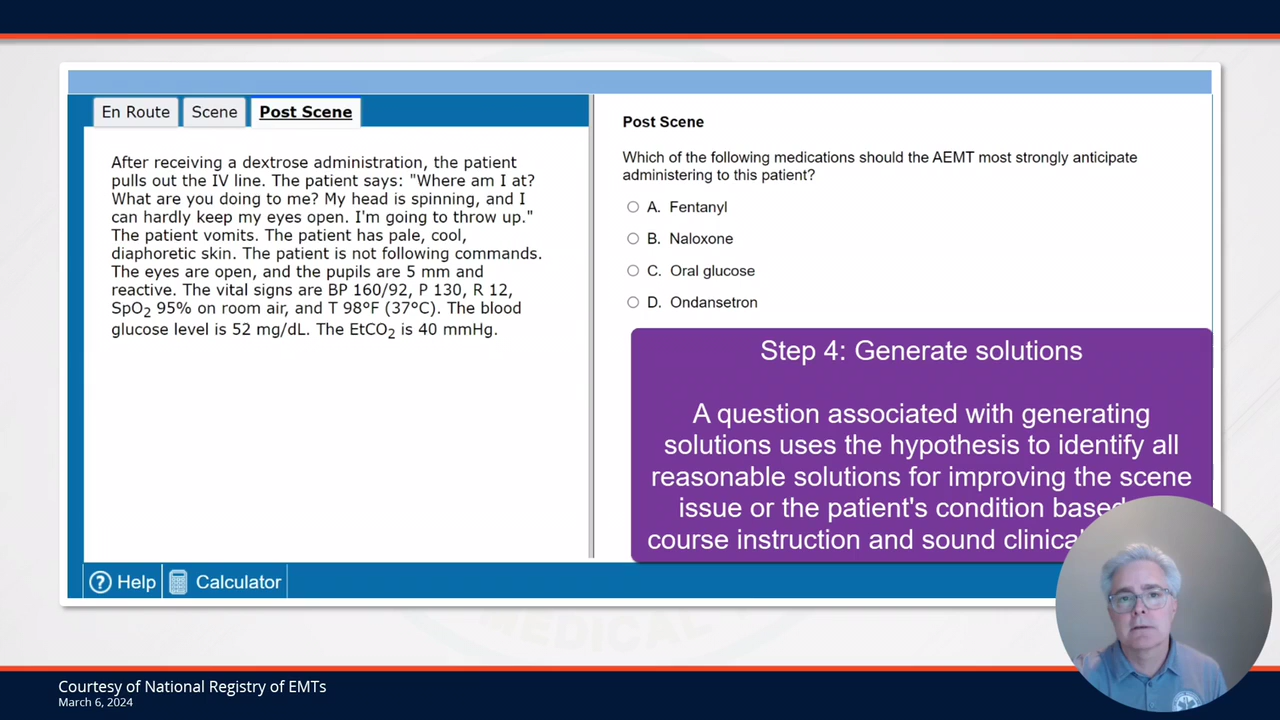 En Route
Scene
Post Scene
After receiving a dextrose administration, the patient
pulls out the IV line. The patient says: "Where am I at?
What are you doing to me? My head is spinning, and I
can hardly keep my eyes open. I'm going to throw up."
The patient vomits. The patient has pale, cool,
diaphoretic skin. The patient is not following commands.
The eyes are open, and the pupils are 5 mm and
reactive. The vital signs are BP 160/92, P 130, R 12,
SpO2 95% on room air, and T 98°F (37°C). The blood
glucose level is 52 mg/dL. The EtCO2 is 40 mmHg.
Post Scene
Which of the following medications should the AEMT most strongly anticipate
administering to this patient?
A. Fentanyl
B. Naloxone
C. Oral glucose
D. Ondansetron
Step 4: Generate solutions
A question associated with generating
solutions uses the hypothesis to identify all
reasonable solutions for improving the scene
issue or the patient's condition based
course instruction and sound clinical
? Help
Calculator
MEDICAL
Courtesy of National Registry of EMTs
March 6, 2024